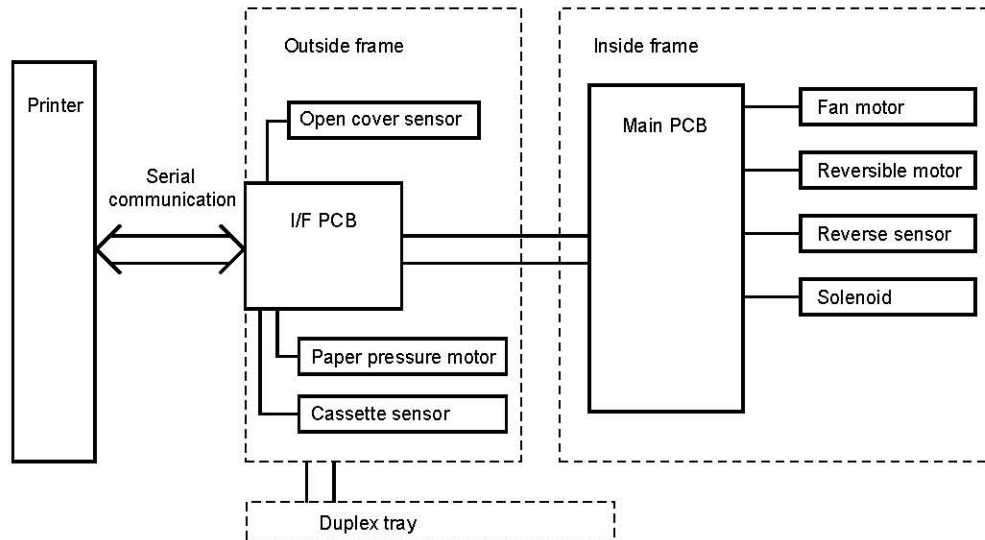 Outside frame
Inside frame
Printer
Open cover sensor
Main PCB
Fan motor
Serial
communication
Reversible motor
I/F PCB
Reverse sensor
Solenoid
Paper pressure motor
Cassette sensor
Duplex tray